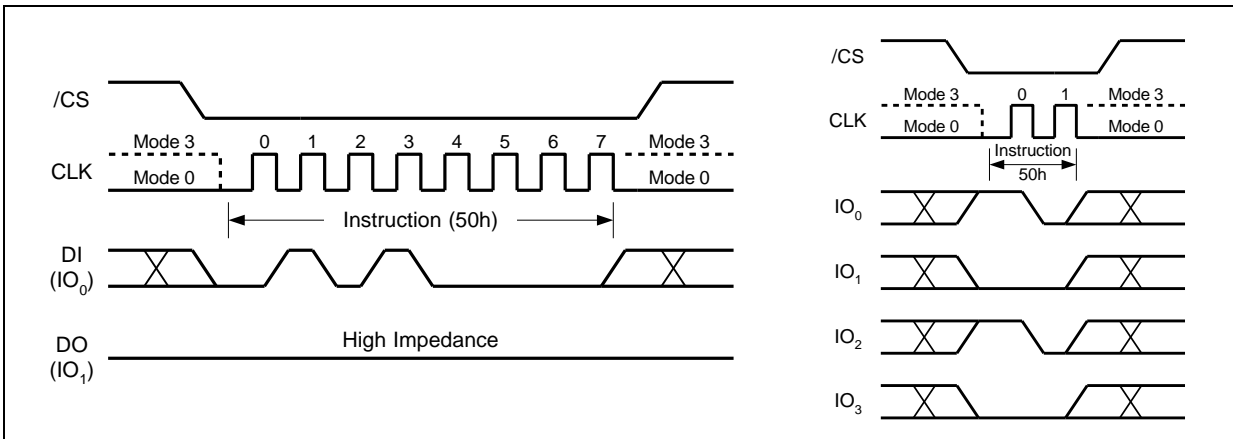 /CS
Mode 3
0 1 2 3 4 5 6 7
Mode 3
CLK
Mode 0
Mode 0
Instruction (50h)
DI
(IO0)
High Impedance
DO
(IO1)
/CS
Mode 3
0 1
Mode 3
CLK
Mode 0
Mode 0
Instruction
50h
IO0
IO1
IO2
IO3